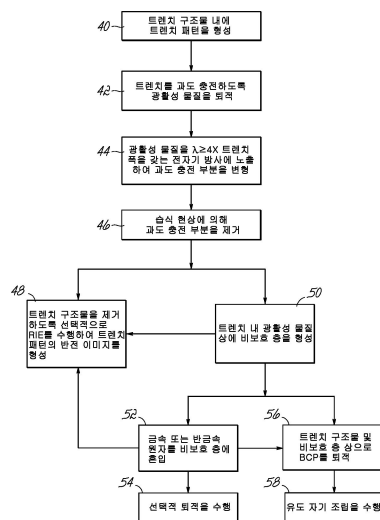 40
트렌치 구조물 내에
트렌치 패턴을 형성
42
트렌치를 과도 충전하도록
광활성 물질을 퇴적
44
광활성 물질을 λ≥4X 트렌치
폭을 갖는 전자기 방사에 노출
하여 과도 충전 부분을 변형
46
습식 현상에 의해
과도 충전 부분을 제거
48
트렌치 구조물을 제거
하도록 선택적으로
RIE를 수행하여 트렌치
패턴의 반전 이미지를
형성
50
트렌치 내 광활성 물질
상에 비보호 층을 형성
52
금속 또는 반금속
원자를 비보호 층에
혼입
56
트렌치 구조물 및
비보호 층 상으로
BCP를 퇴적
54
선택적 퇴적을 수행
58
유도 자기 조립을 수행